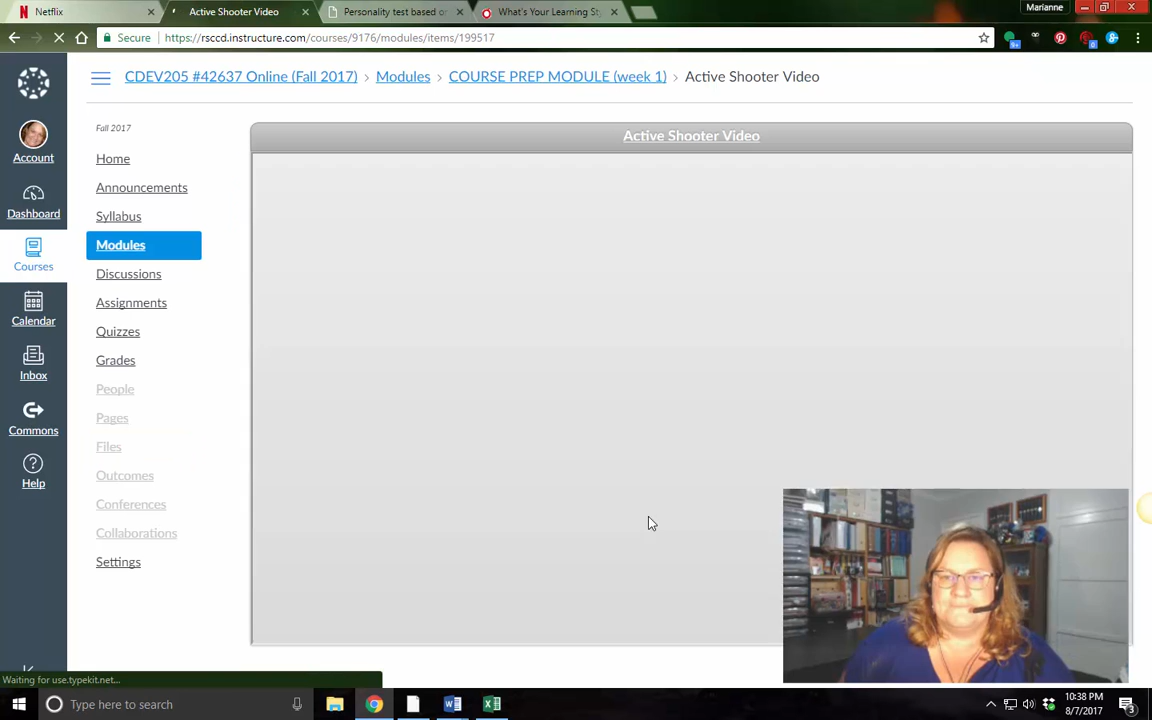 Netflix
Active Shooter Video
Personality test based o
What's Your Learning Sty
Marianne
Secure
https://rsccd.instructure.com/courses/9176/modules/items/199517
9+
0
CDEV205 #42637 Online (Fall 2017) > Modules > COURSE PREP MODULE (week 1) > Active Shooter Video
Fall 2017
Active Shooter Video
Home
Announcements
Syllabus
Modules
Discussions
Assignments
Quizzes
Grades
People
Pages
Files
Outcomes
Conferences
Collaborations
Settings
Account
Dashboard
Courses
Calendar
Inbox
Commons
Help
Waiting for use.typekit.net...
Type here to search
10:38 PM
8/7/2017
3